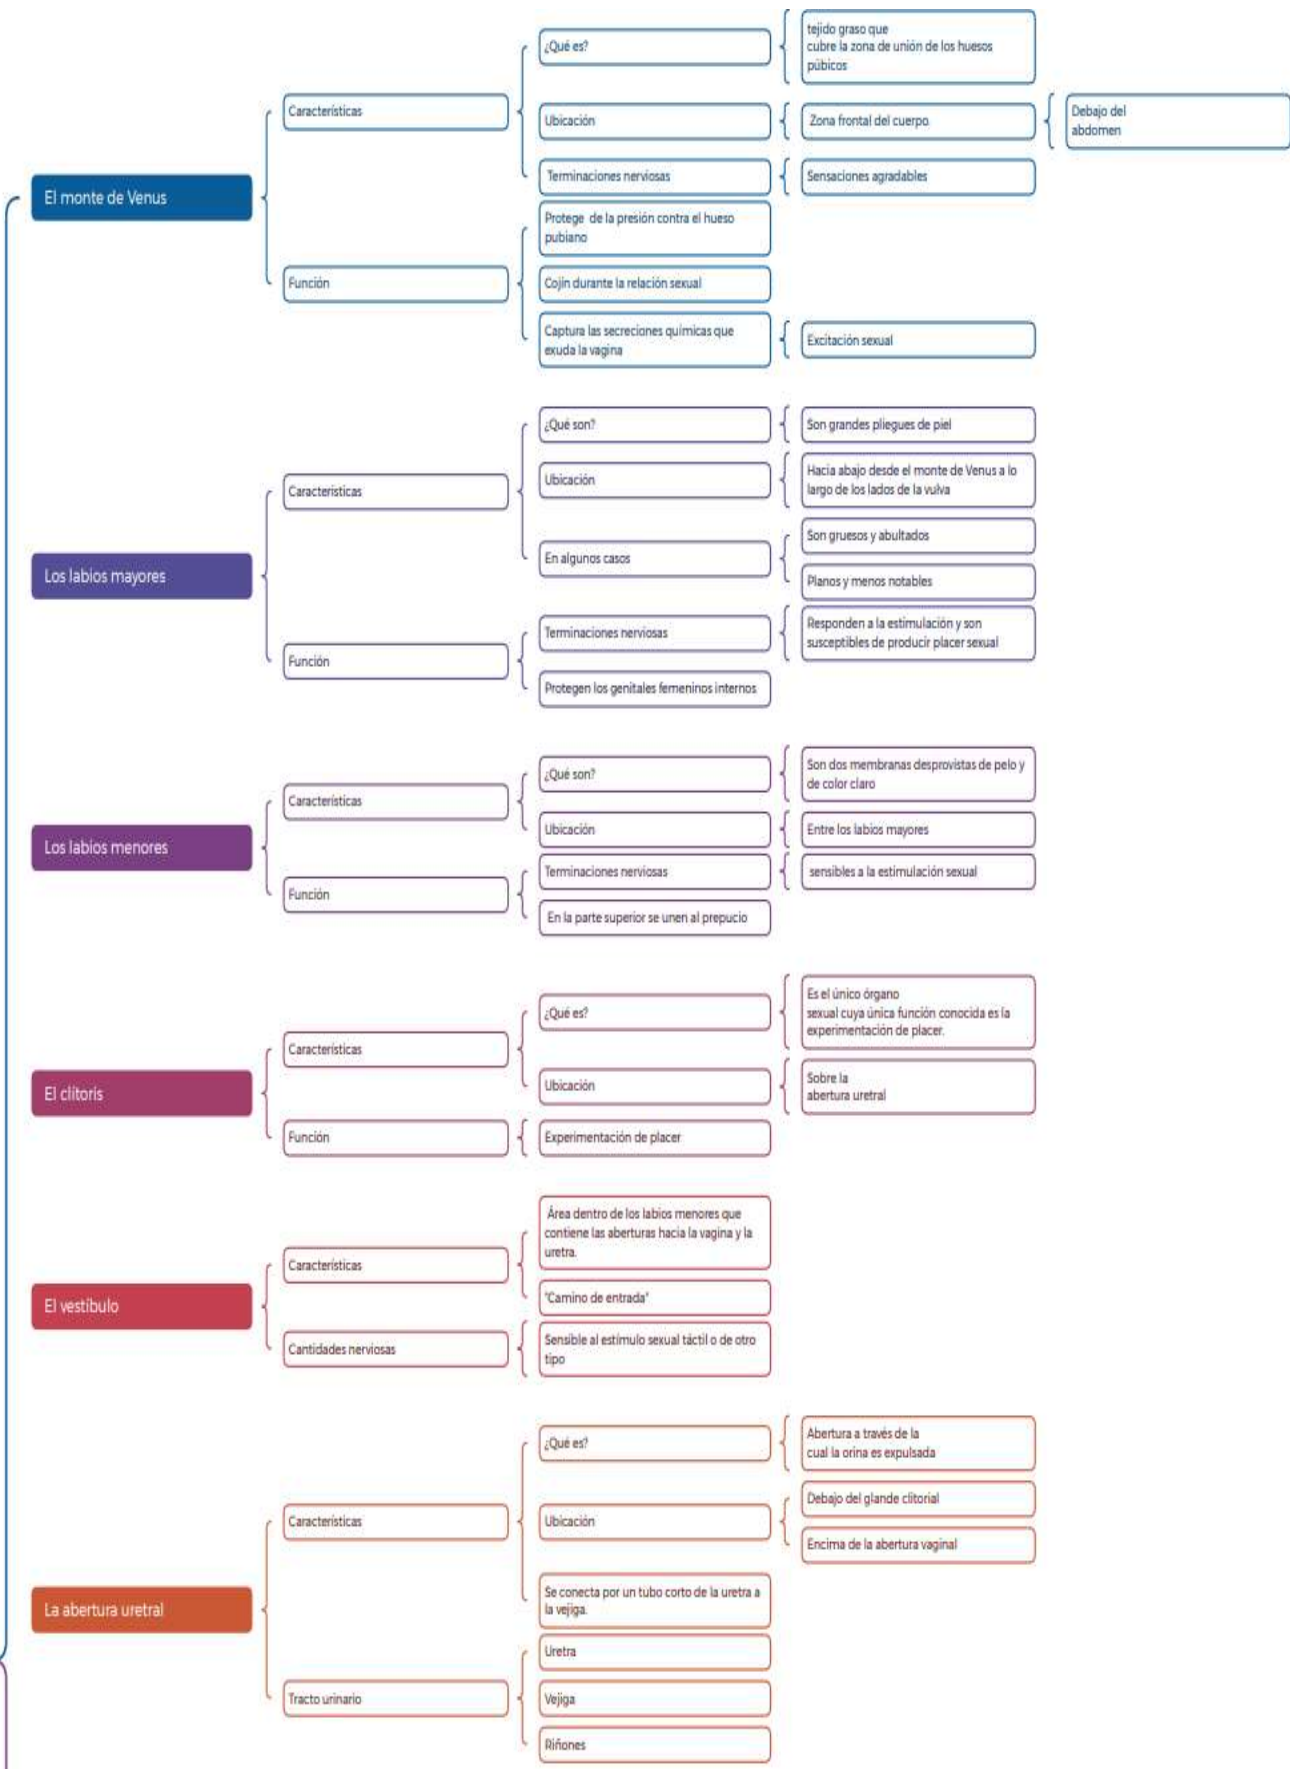 El monte de Venus
Características
¿Qué es?
tejido graso que
cubre la zona de unión de los huesos
púbicos
Ubicación
Zona frontal del cuerpo.
Debajo del
abdomen
Terminaciones nerviosas
Sensaciones agradables
Función
Protege de la presión contra el hueso
pubiano
Cojín durante la relación sexual
Captura las secreciones químicas que
exuda la vagina
Excitación sexual
Los labios mayores
Características
¿Qué son?
Son grandes pliegues de piel
Ubicación
Hacia abajo desde el monte de Venus a lo
largo de los lados de la vulva
En algunos casos
Son gruesos y abultados
Planos y menos notables
Función
Terminaciones nerviosas
Responden a la estimulación y son
susceptibles de producir placer sexual
Protegen los genitales femeninos internos
Los labios menores
Características
¿Qué son?
Son dos membranas desprovistas de pelo y
de color claro
Ubicación
Entre los labios mayores
Función
Terminaciones nerviosas
sensibles a la estimulación sexual
En la parte superior se unen al prepucio
El clítoris
Características
¿Qué es?
Es el único órgano
sexual cuya única función conocida es la
experimentación de placer.
Ubicación
Sobre la
abertura uretral
Función
Experimentación de placer
El vestíbulo
Características
Área dentro de los labios menores que
contiene las aberturas hacia la vagina y la
uretra.
"Camino de entrada"
Cantidades nerviosas
Sensible al estímulo sexual táctil o de otro
tipo
La abertura uretral
Características
¿Qué es?
Abertura a través de la
cual la orina es expulsada
Ubicación
Debajo del glande clitorial
Encima de la abertura vaginal
Se conecta por un tubo corto de la uretra a
la vejiga.
Tracto urinario
Uretra
Vejiga
Riñones